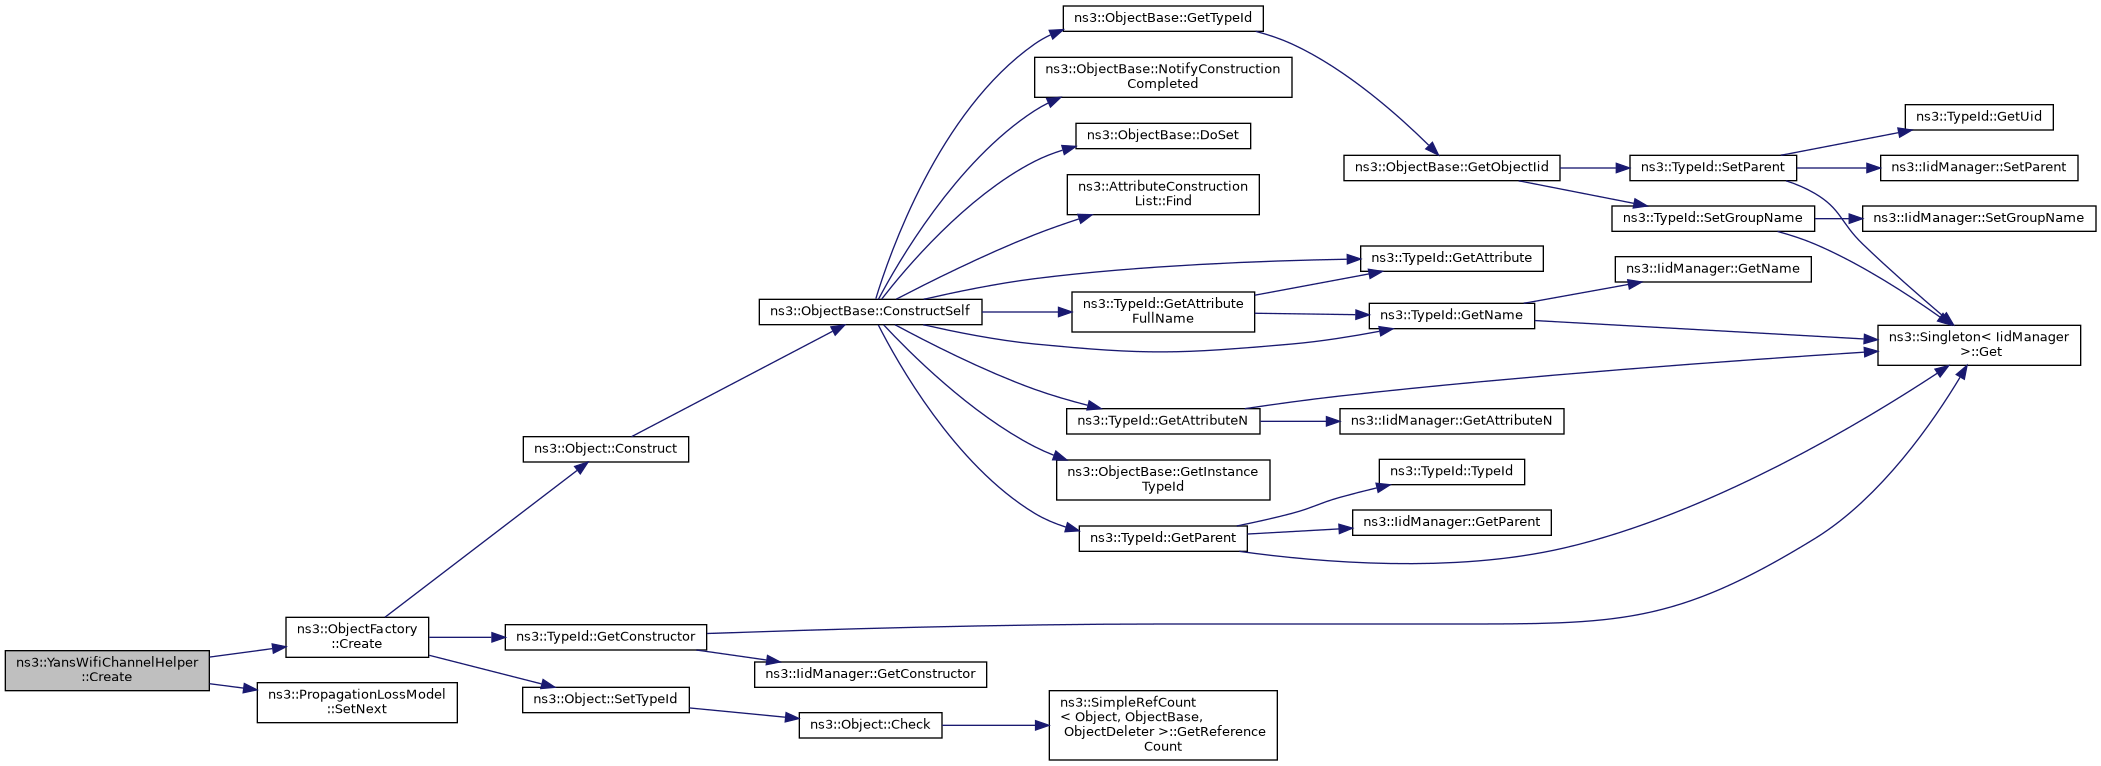 ns3::YansWifiChannelHelper
::Create
ns3::ObjectFactory
::Create
ns3::PropagationLossModel
::SetNext
ns3::Object::Construct
ns3::TypeId::GetConstructor
ns3::Object::SetTypeId
ns3::ObjectBase::ConstructSelf
ns3::IidManager::GetConstructor
ns3::Object::Check
ns3::ObjectBase::GetTypeId
ns3::ObjectBase::NotifyConstruction
Completed
ns3::ObjectBase::DoSet
ns3::AttributeConstruction
List::Find
ns3::TypeId::GetAttribute
FullName
ns3::TypeId::GetAttributeN
ns3::ObjectBase::GetInstance
TypeId
ns3::TypeId::GetParent
ns3::SimpleRefCount
< Object, ObjectBase,
ObjectDeleter >::GetReference
Count
ns3::ObjectBase::GetObjectIid
ns3::TypeId::GetAttribute
ns3::TypeId::GetName
ns3::IidManager::GetAttributeN
ns3::TypeId::TypeId
ns3::IidManager::GetParent
ns3::TypeId::SetParent
ns3::TypeId::SetGroupName
ns3::IidManager::GetName
ns3::TypeId::GetUid
ns3::IidManager::SetParent
ns3::IidManager::SetGroupName
ns3::Singleton< IidManager
>::Get